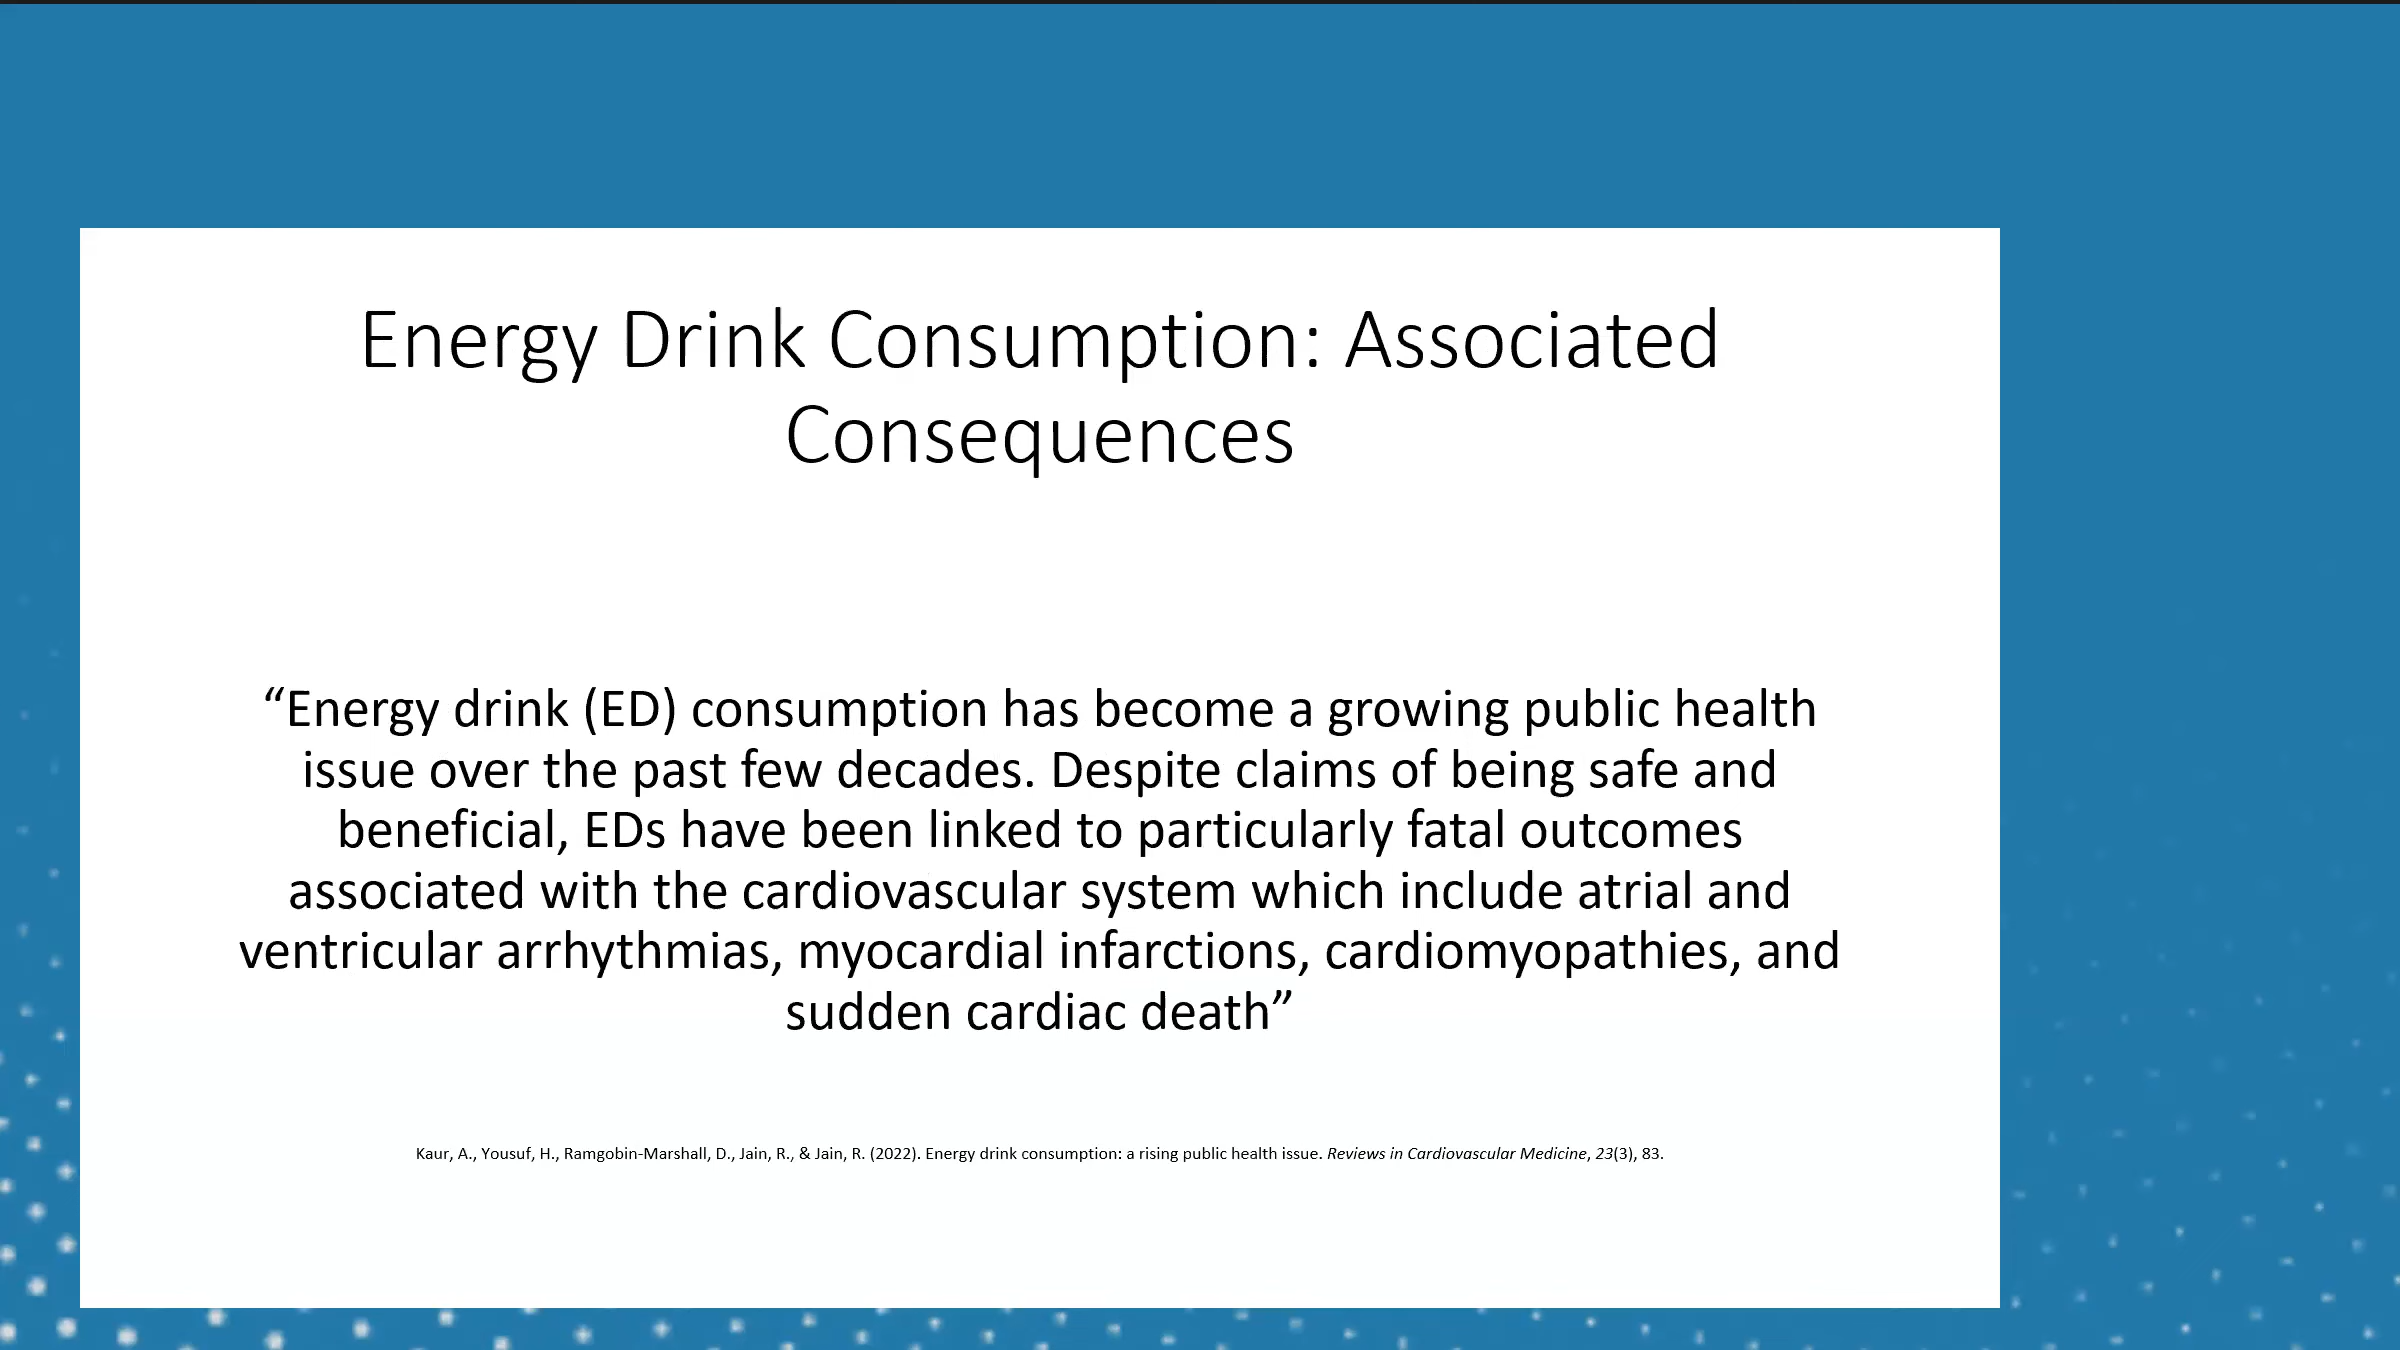 Energy Drink Consumption: Associated
Consequences
“Energy drink (ED) consumption has become a growing public health
issue over the past few decades. Despite claims of being safe and
beneficial, EDs have been linked to particularly fatal outcomes
associated with the cardiovascular system which include atrial and
ventricular arrhythmias, myocardial infarctions, cardiomyopathies, and
sudden cardiac death”
Kaur, A., Yousuf, H., Ramgobin-Marshall, D., Jain, R., & Jain, R. (2022). Energy drink consumption: a rising public health issue. Reviews in Cardiovascular Medicine, 23(3), 83.